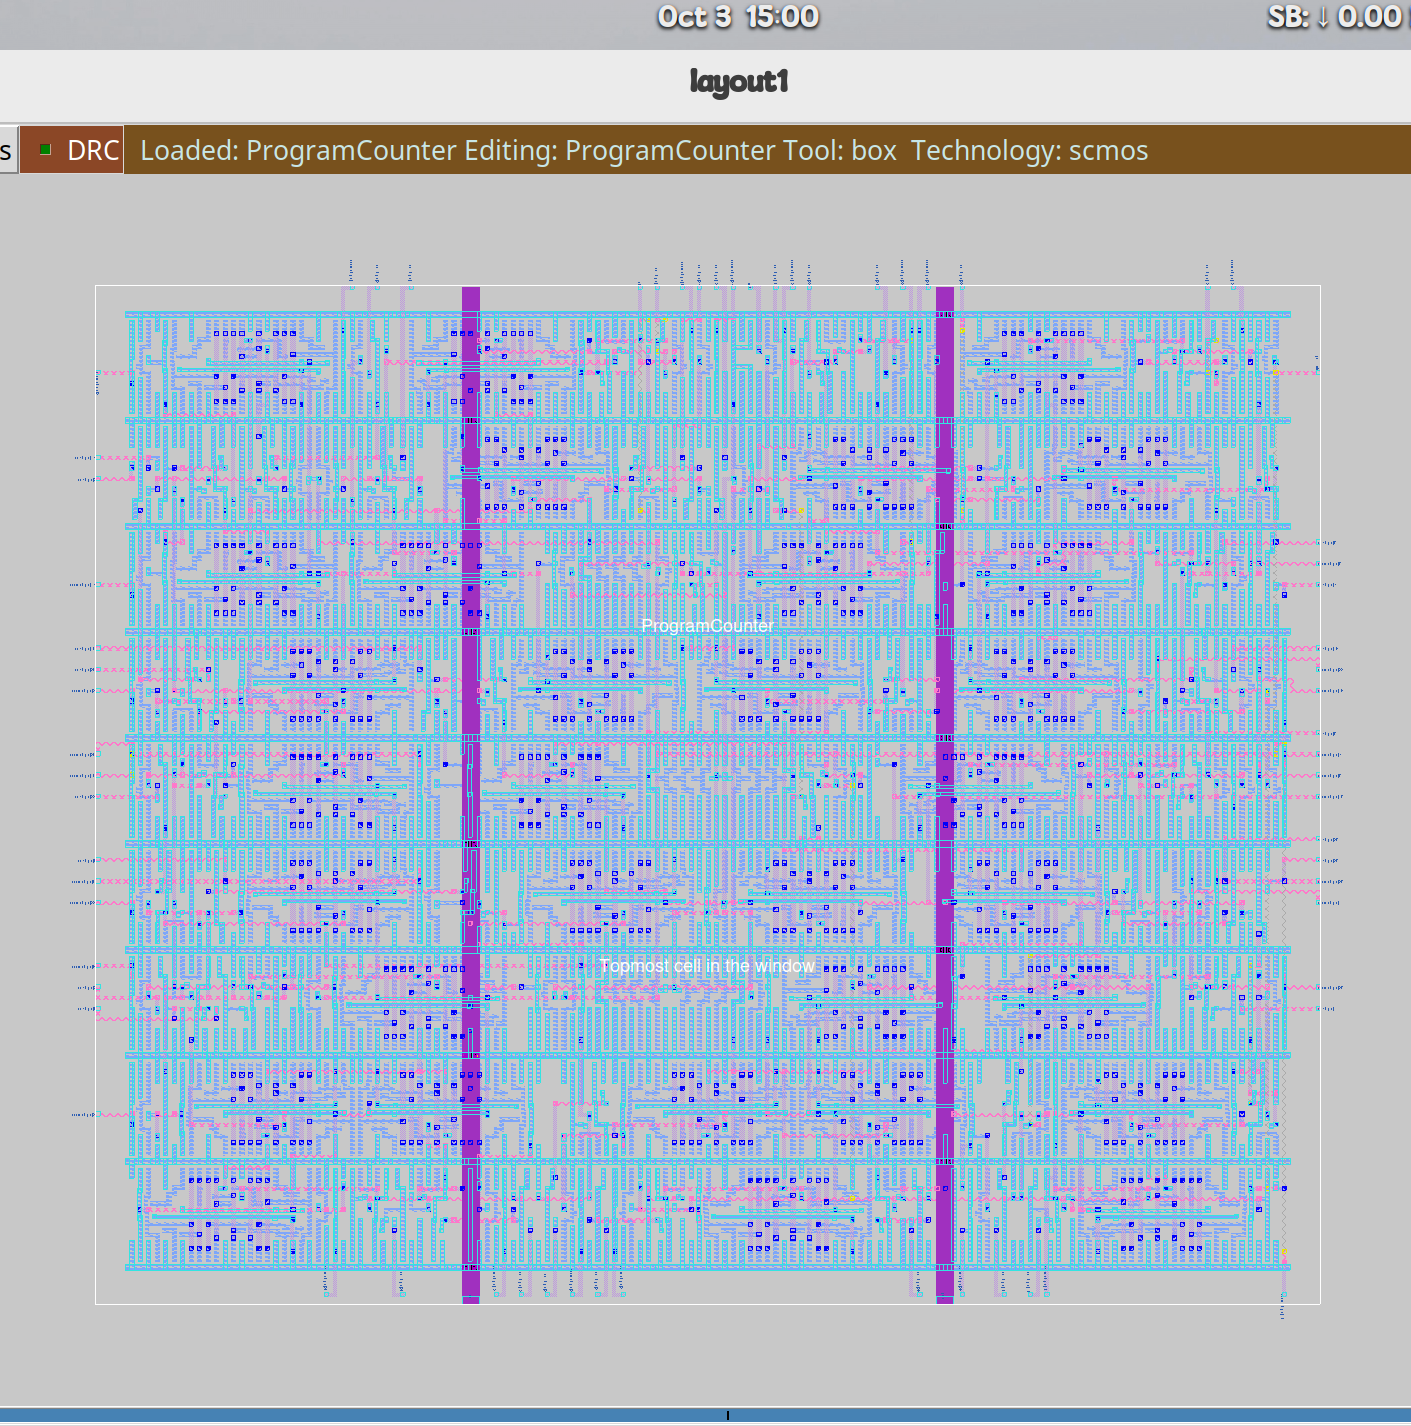 Oct 3 15:00
SB: ↓ 0.00
layout1
s
DRC
Loaded: ProgramCounter Editing: ProgramCounter Tool: box Technology: scmos
ProgramCounter
Topmost cell in the window